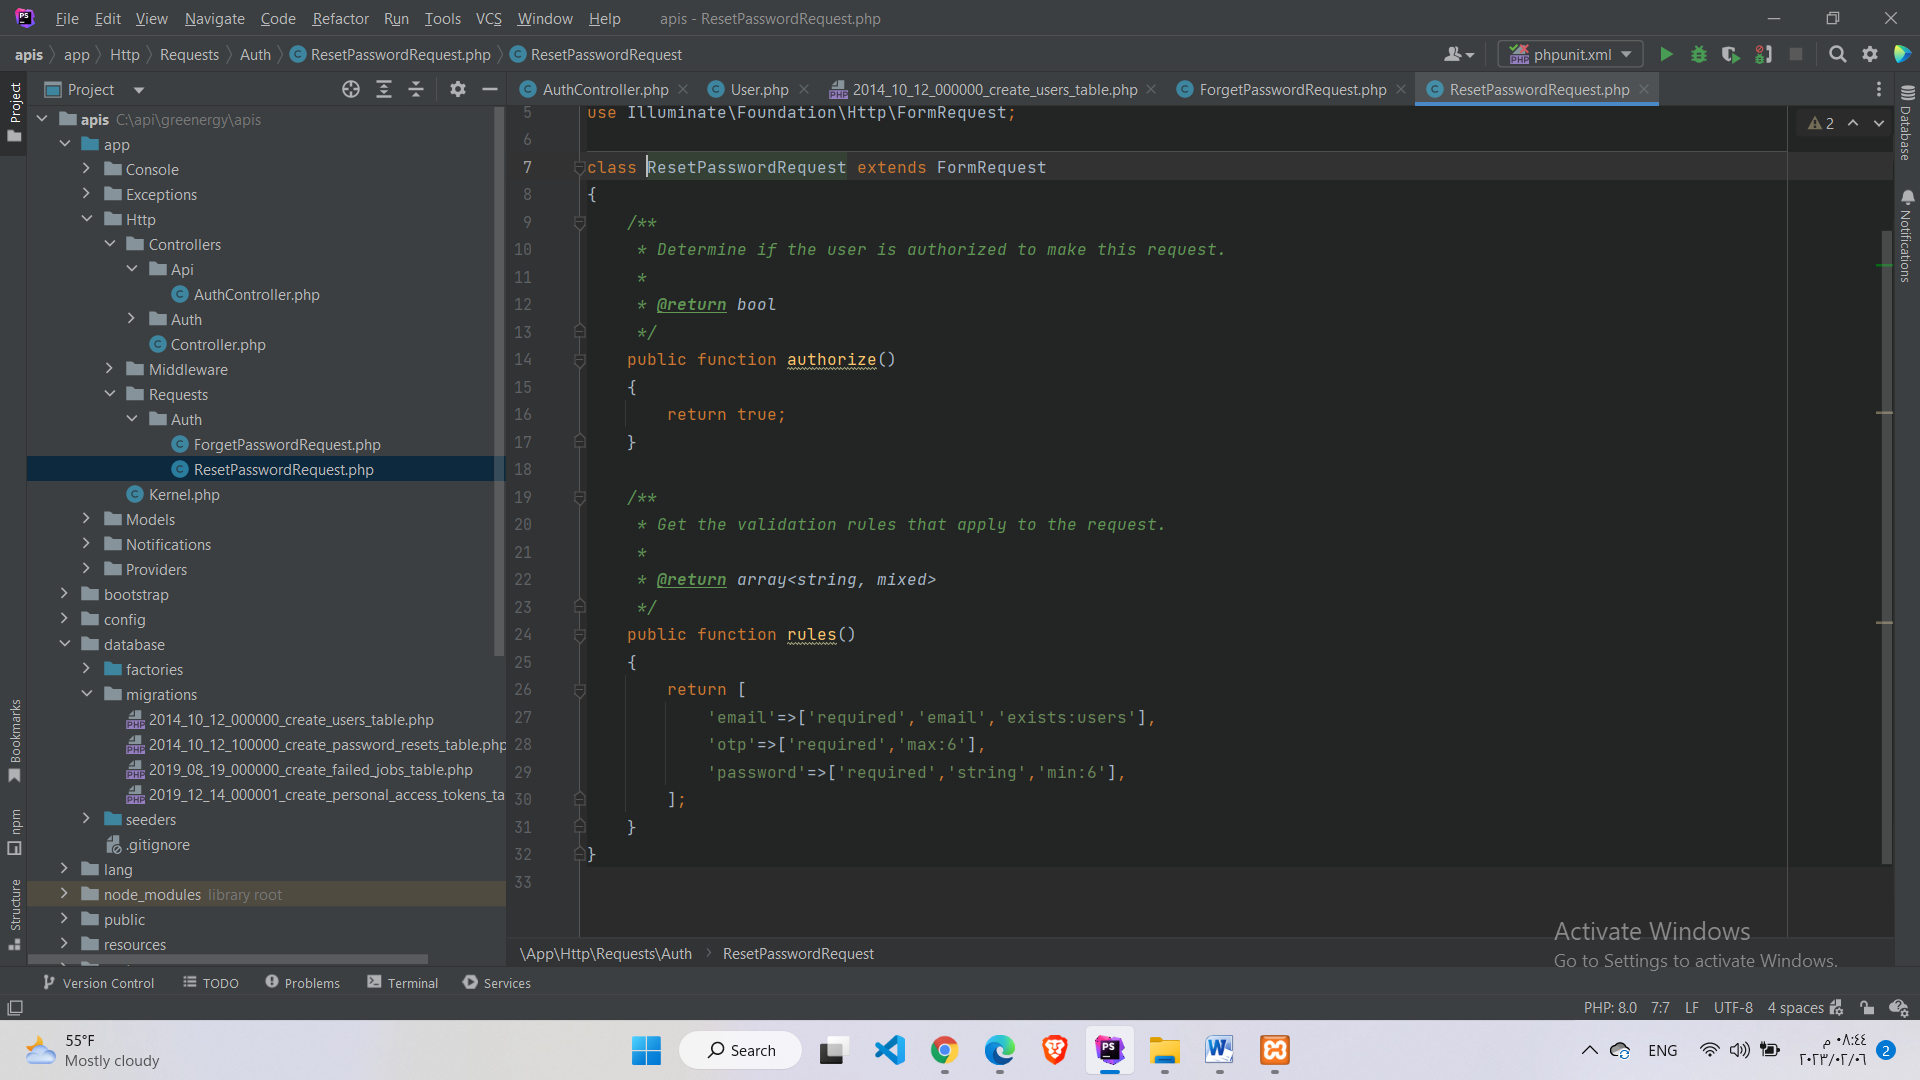 File Edit View Navigate Code Refactor Run Tools VCS Window Help apis - ResetPasswordRequest.php
apis app Http Requests Auth ResetPasswordRequest.php ResetPasswordRequest phpunit.xml
Project
AuthController.php User.php 2014_10_12_000000_create_users_table.php ForgetPasswordRequest.php ResetPasswordRequest.php
Project
Bookmarks
npm
Structure
apis C:\api\greenergy\apis
app
Console
Exceptions
Http
Controllers
Api
AuthController.php
Auth
Controller.php
Middleware
Requests
Auth
ForgetPasswordRequest.php
ResetPasswordRequest.php
Kernel.php
Models
Notifications
Providers
bootstrap
config
database
factories
migrations
2014_10_12_000000_create_users_table.php
2014_10_12_100000_create_password_resets_table.php
2019_08_19_000000_create_failed_jobs_table.php
2019_12_14_000001_create_personal_access_tokens_ta
seeders
.gitignore
lang
node_modules library root
public
resources
5 use Illuminate\Foundation\Http\FormRequest;
6
7 class ResetPasswordRequest extends FormRequest
8 {
9 /**
10 * Determine if the user is authorized to make this request.
11 *
12 * @return bool
13 */
14 public function authorize()
15 {
16 return true;
17 }
18
19 /**
20 * Get the validation rules that apply to the request.
21 *
22 * @return array<string, mixed>
23 */
24 public function rules()
25 {
26 return [
27 'email'=>['required','email','exists:users'],
28 'otp'=>['required','max:6'],
29 'password'=>['required','string','min:6'],
30 ];
31 }
32 }
33
2
Database
Notifications
Activate Windows
Go to Settings to activate Windows.
\App\Http\Requests\Auth ResetPasswordRequest
Version Control TODO Problems Terminal Services
PHP: 8.0 7:7 LF UTF-8 4 spaces
55°F
Mostly cloudy
Search
ENG
٠٨:٤٤ م
٢٠٢٣/٠٢/٠٦
2